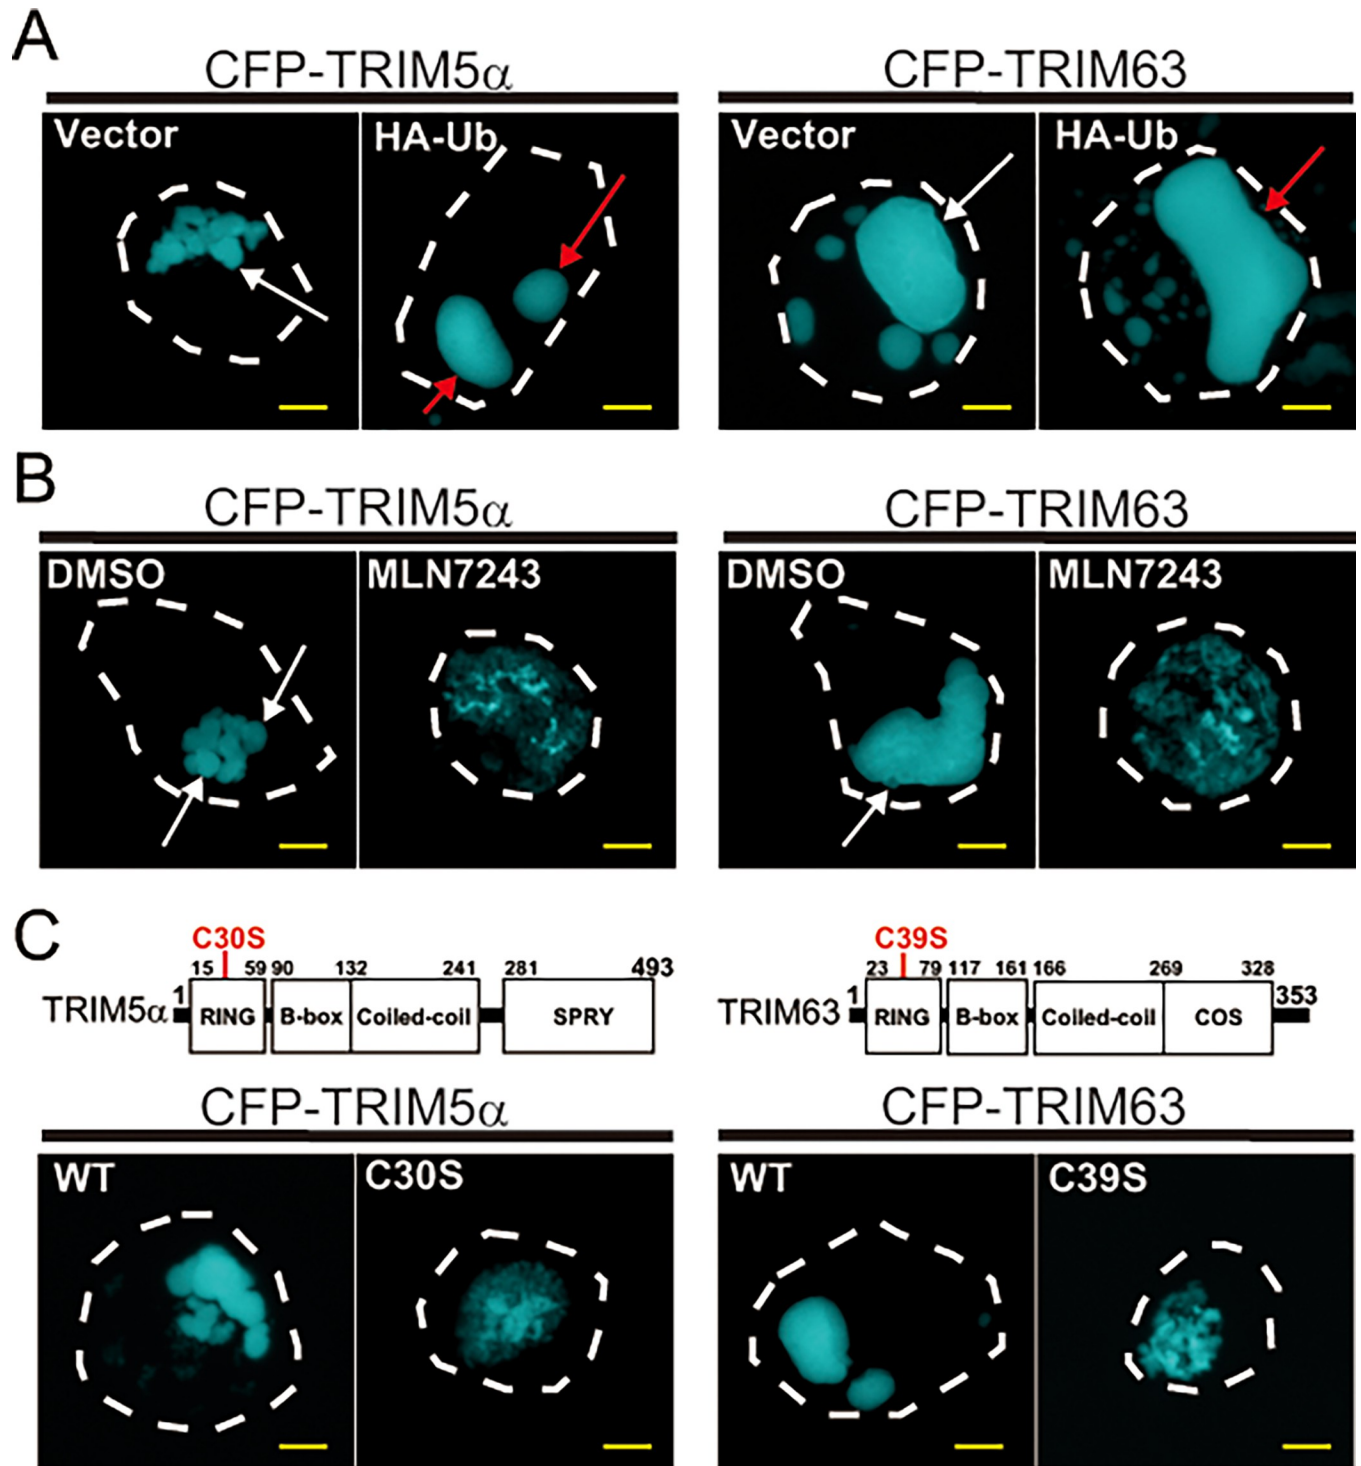 A
CFP-TRIM5α CFP-TRIM63
Vector HA-Ub Vector HA-Ub
B
CFP-TRIM5α CFP-TRIM63
DMSO MLN7243 DMSO MLN7243
C
C30S C39S
15 59 90 132 241 281 493 23 79 117 161 166 269 328
1 1 353
TRIM5α RING B-box Coiled-coil SPRY TRIM63 RING B-box Coiled-coil COS
CFP-TRIM5α CFP-TRIM63
WT C30S WT C39S